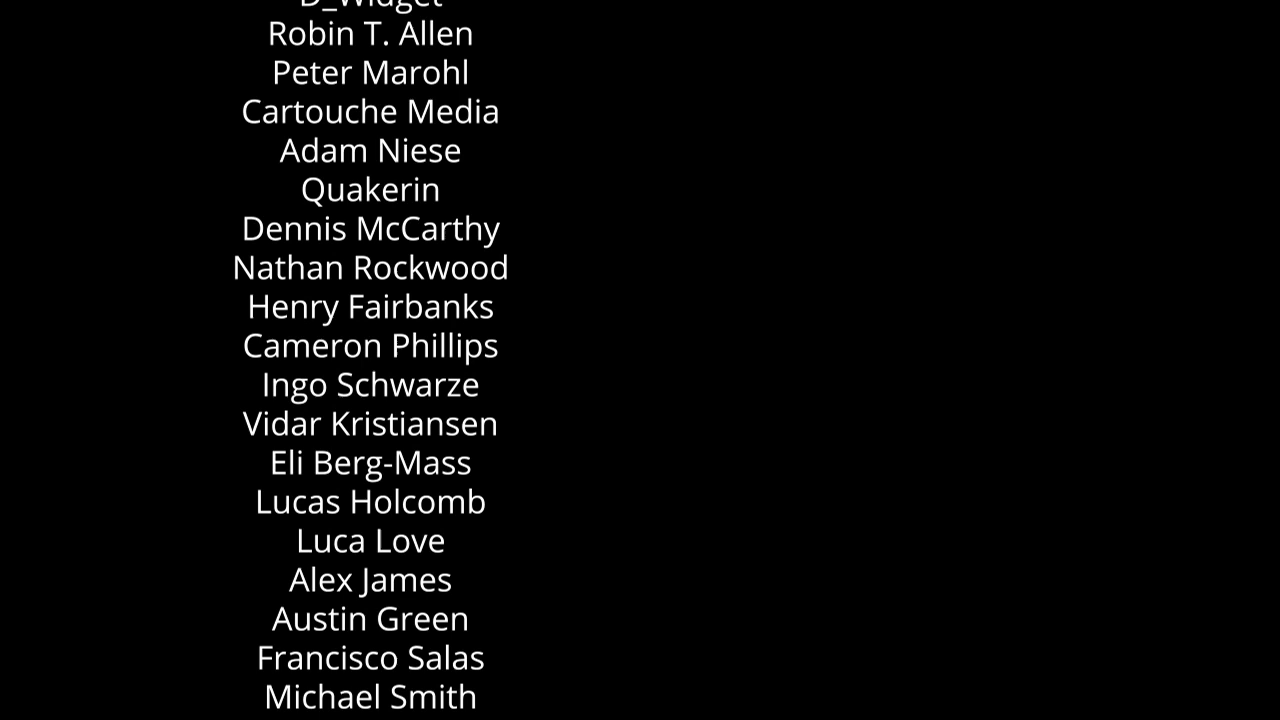 D_Widget
Robin T. Allen
Peter Marohl
Cartouche Media
Adam Niese
Quakerin
Dennis McCarthy
Nathan Rockwood
Henry Fairbanks
Cameron Phillips
Ingo Schwarze
Vidar Kristiansen
Eli Berg-Mass
Lucas Holcomb
Luca Love
Alex James
Austin Green
Francisco Salas
Michael Smith